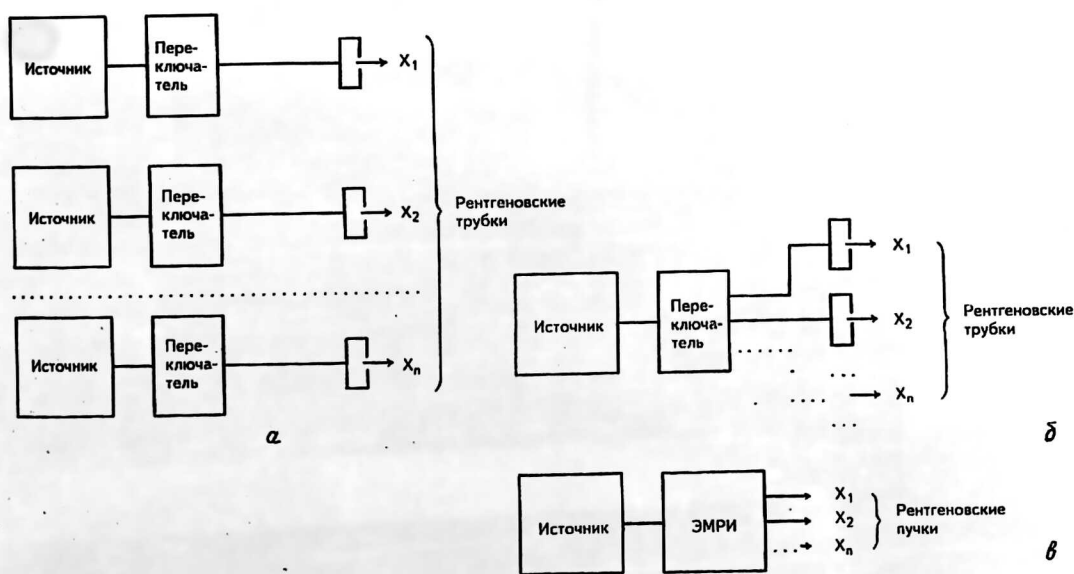 Источник
Пере-
ключа-
тель
X1
Источник
Пере-
ключа-
тель
X2
Рентгеновские
трубки
Источник
Пере-
ключа-
тель
Xn
а
Источник
Пере-
ключа-
тель
X1
X2
Xn
Рентгеновские
трубки
б
Источник
ЭМРИ
X1
X2
Xn
Рентгеновские
пучки
в